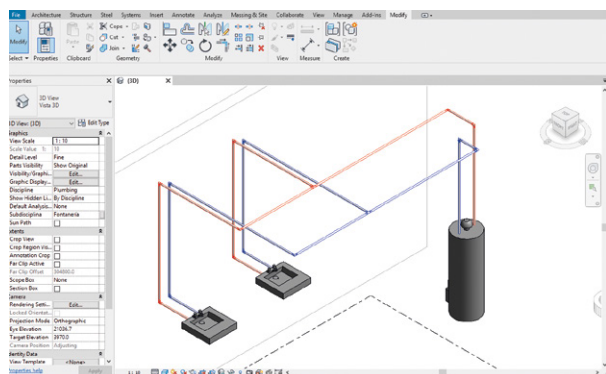 File Architecture Structure Steel Systems Insert Annotate Analyze Massing & Site Collaborate View Manage Add-Ins Modify
Modify
Paste
Cope
Cut
Join
Select Properties Clipboard Geometry Modify View Measure Create
Properties
(3D)
3D View
Vista 3D
3D View: (3D) Edit Type
Graphics
View Scale 1 : 10
Scale Value 1: 10
Detail Level Fine
Parts Visibility Show Original
Visibility/Graphi... Edit...
Graphic Display... Edit...
Discipline Plumbing
Show Hidden Li... By Discipline
Default Analysis... None
Subdiscipline Fontanería
Sun Path
Extents
Crop View
Crop Region Vis...
Annotation Crop
Far Clip Active
Far Clip Offset 304800.0
Scope Box None
Section Box
Camera
Rendering Setti... Edit...
Locked Orientat...
Projection Mode Orthographic
Eye Elevation 21036.7
Target Elevation 3970.0
Camera Position Adjusting
Identity Data
View Template <None>
Properties help Apply
1 : 10